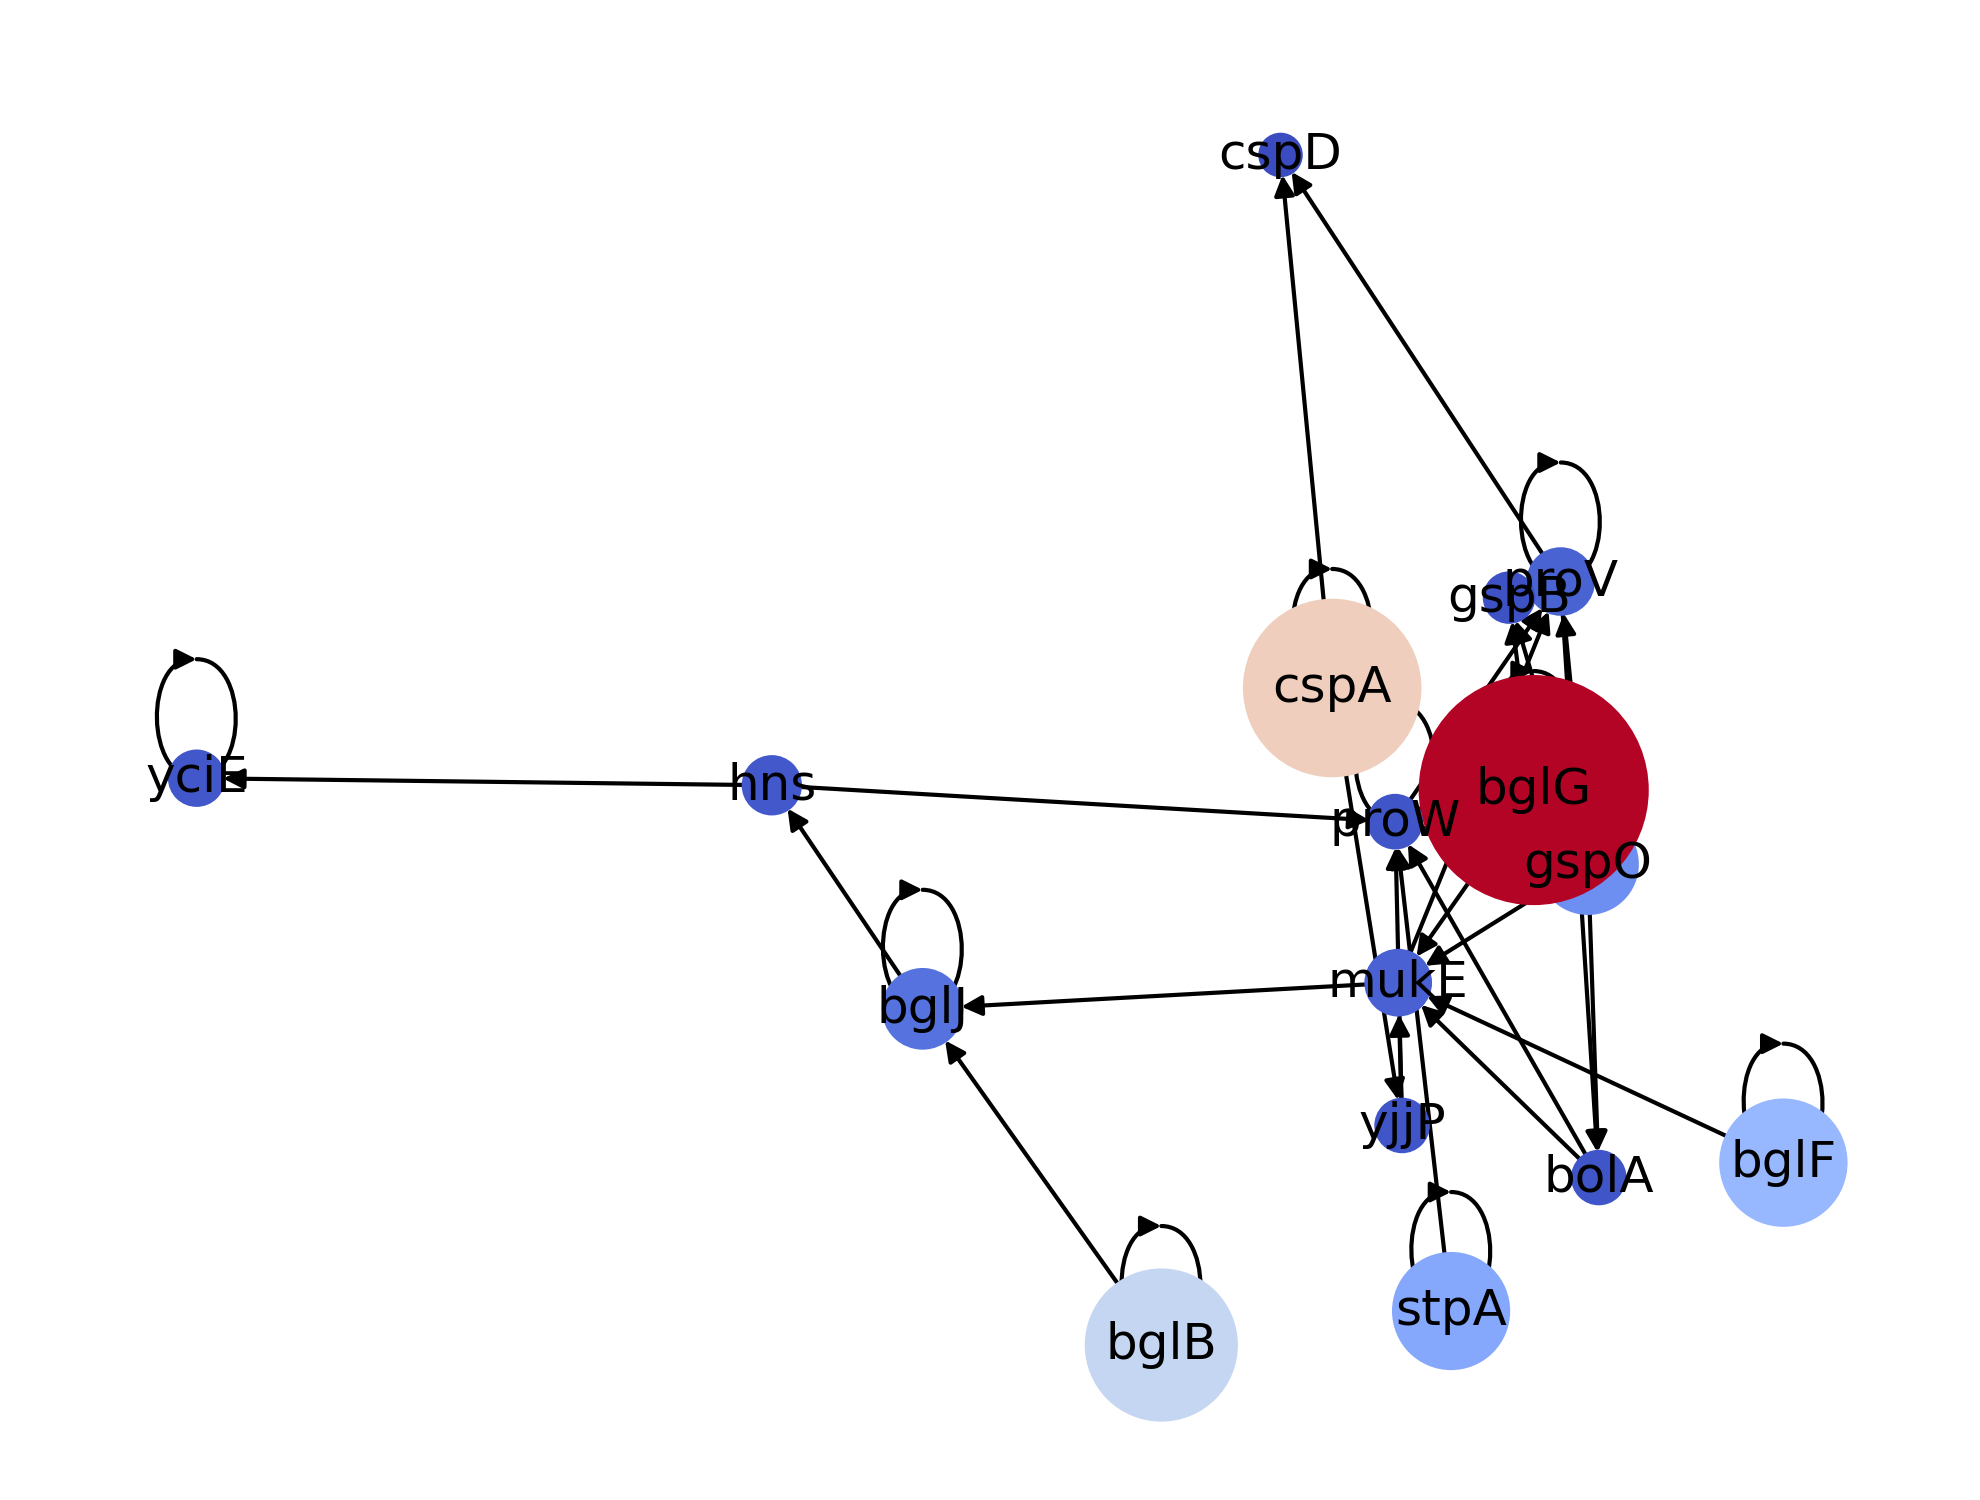 cspD
proV
gspB
cspA
yciE
hns
bglG
proW
gspO
mukE
bglJ
yjjP
bglF
bolA
stpA
bglB